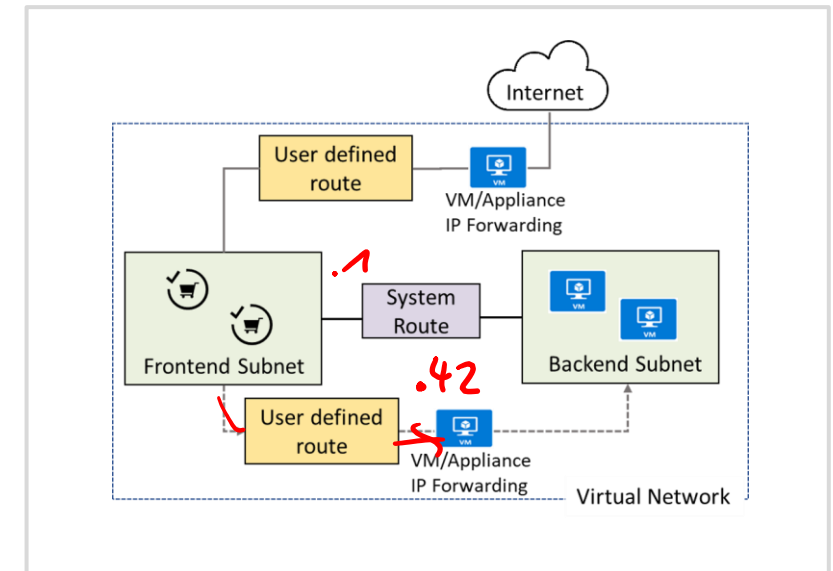 Internet
User defined
route
VM
VM/Appliance
IP Forwarding
.1
System
Route
VM
VM
Frontend Subnet
Backend Subnet
.42
User defined
route
VM
VM/Appliance
IP Forwarding
Virtual Network